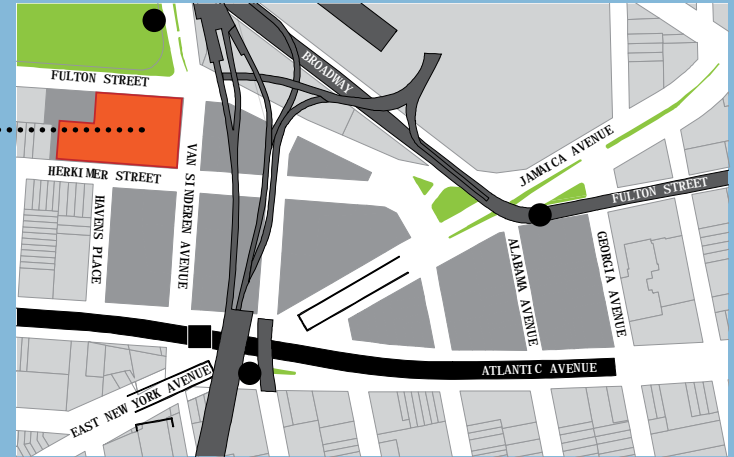 BROADWAY
FULTON STREET
JAMAICA AVENUE
HERKIMER STREET
VAN SINDEREN AVENUE
FULTON STREET
HAVENS PLACE
ALABAMA AVENUE
GEORGIA AVENUE
ATLANTIC AVENUE
EAST NEW YORK AVENUE